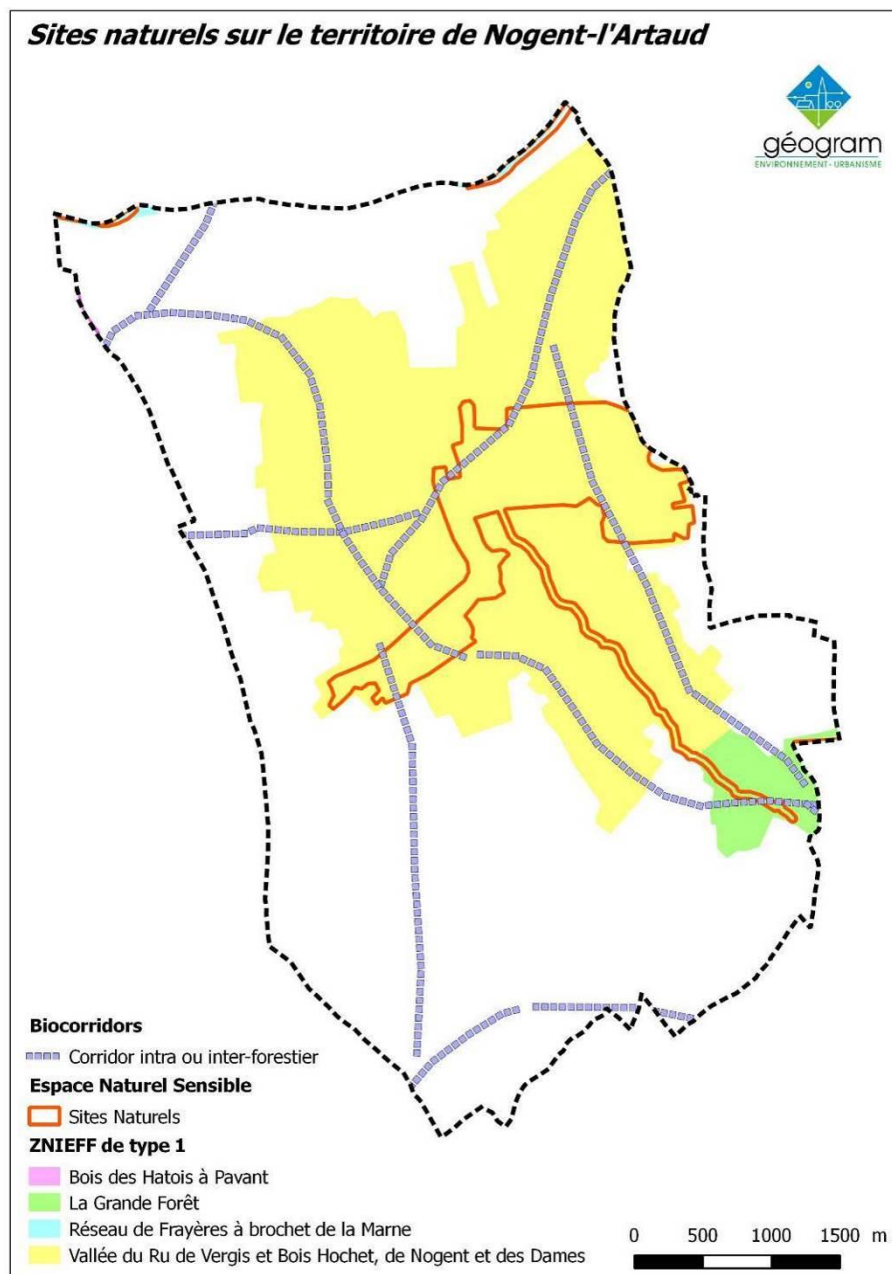 Sites naturels sur le territoire de Nogent-l'Artaud
géogram
ENVIRONNEMENT - URBANISME
Biocorridors
Corridor intra ou inter-forestier
Espace Naturel Sensible
Sites Naturels
ZNIEFF de type 1
Bois des Hatois à Pavant
La Grande Forêt
Réseau de Frayères à brochet de la Marne
Vallée du Ru de Vergis et Bois Hochet, de Nogent et des Dames
0 500 1000 1500 m